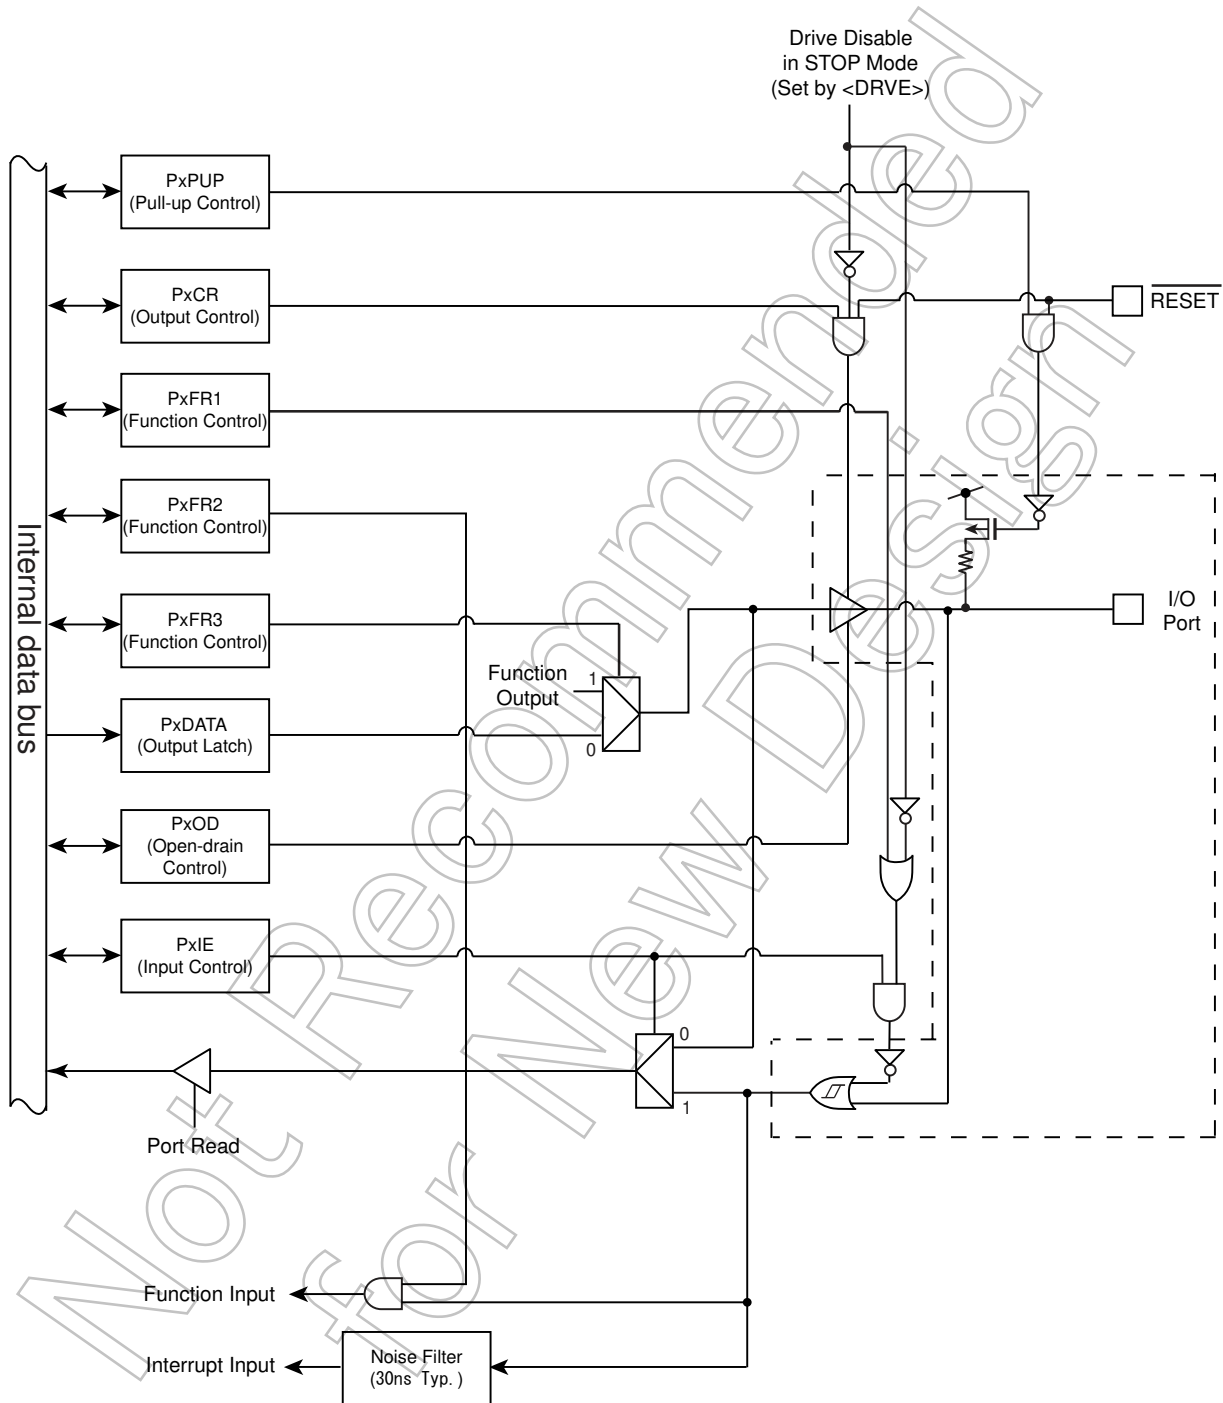 Drive Disable
in STOP Mode
(Set by <DRVE>)
Internal data bus
PxPUP
(Pull-up Control)
PxCR
(Output Control)
RESET
PxFR1
(Function Control)
PxFR2
(Function Control)
PxFR3
(Function Control)
I/O
Port
Function
Output
1
0
PxDATA
(Output Latch)
PxOD
(Open-drain
Control)
PxIE
(Input Control)
0
1
Port Read
Function Input
Interrupt Input
Noise Filter
(30ns Typ.)
Not Recommended
for New Design